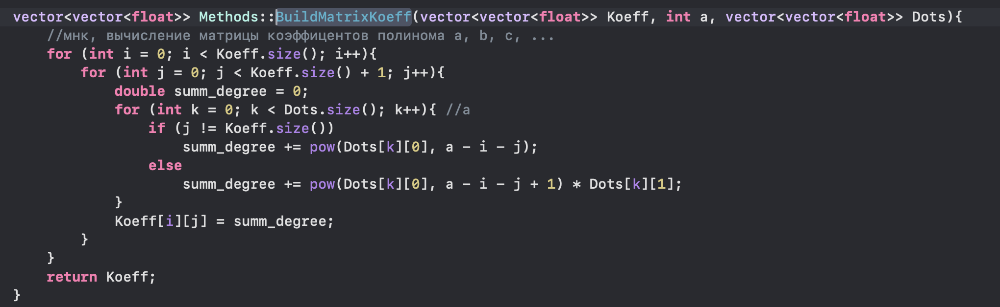 vector<vector<float>> Methods::BuildMatrixKoeff(vector<vector<float>> Koeff, int a, vector<vector<float>> Dots){
//мнк, вычисление матрицы коэффицентов полинома a, b, c, ...
for (int i = 0; i < Koeff.size(); i++){
for (int j = 0; j < Koeff.size() + 1; j++){
double summ_degree = 0;
for (int k = 0; k < Dots.size(); k++){ //a
if (j != Koeff.size())
summ_degree += pow(Dots[k][0], a - i - j);
else
summ_degree += pow(Dots[k][0], a - i - j + 1) * Dots[k][1];
}
Koeff[i][j] = summ_degree;
}
}
return Koeff;
}